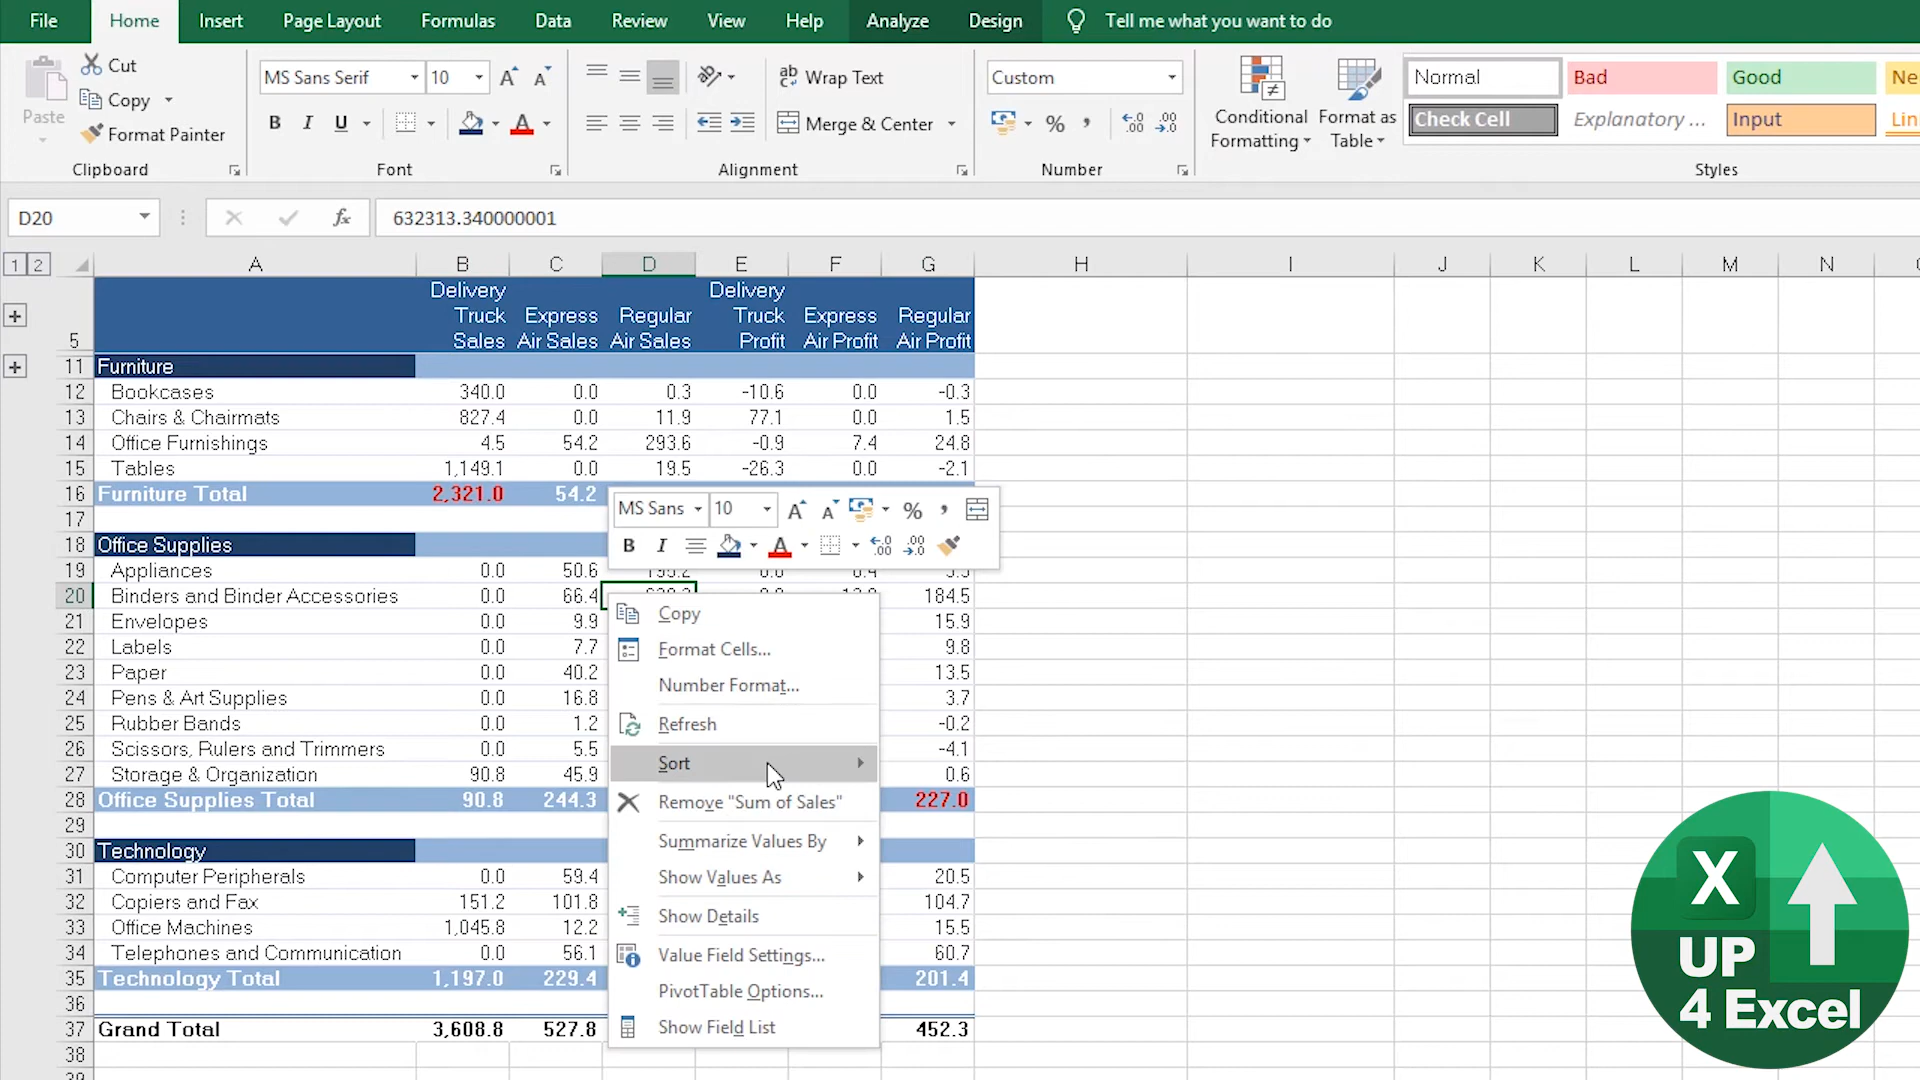 File Home Insert Page Layout Formulas Data Review View Help Analyze Design Tell me what you want to do
Cut
Copy
Format Painter
Paste
Clipboard
MS Sans Serif 10
B I U
Font
Wrap Text
Merge & Center
Alignment
Custom
Number
Conditional Formatting
Format as Table
Normal Bad Good Ne
Check Cell Explanatory ... Input Lin
Styles
D20 fx 632313.340000001
1 2 A B C D E F G H I J K L M N
5 Delivery Truck Sales Express Air Sales Regular Air Sales Delivery Truck Profit Express Air Profit Regular Air Profit
11 Furniture
12 Bookcases 340.0 0.0 0.3 -10.6 0.0 -0.3
13 Chairs & Chairmats 827.4 0.0 11.9 77.1 0.0 1.5
14 Office Furnishings 4.5 54.2 293.6 -0.9 7.4 24.8
15 Tables 1,149.1 0.0 19.5 -26.3 0.0 -2.1
16 Furniture Total 2,321.0 54.2
17
18 Office Supplies
19 Appliances 0.0 50.6
20 Binders and Binder Accessories 0.0 66.4 184.5
21 Envelopes 0.0 9.9 15.9
22 Labels 0.0 7.7 9.8
23 Paper 0.0 40.2 13.5
24 Pens & Art Supplies 0.0 16.8 3.7
25 Rubber Bands 0.0 1.2 -0.2
26 Scissors, Rulers and Trimmers 0.0 5.5 -4.1
27 Storage & Organization 90.8 45.9 0.6
28 Office Supplies Total 90.8 244.3 227.0
29
30 Technology
31 Computer Peripherals 0.0 59.4 20.5
32 Copiers and Fax 151.2 101.8 104.7
33 Office Machines 1,045.8 12.2 15.5
34 Telephones and Communication 0.0 56.1 60.7
35 Technology Total 1,197.0 229.4 201.4
36
37 Grand Total 3,608.8 527.8 452.3
38
MS Sans 10
B I
Copy
Format Cells...
Number Format...
Refresh
Sort
Remove "Sum of Sales"
Summarize Values By
Show Values As
Show Details
Value Field Settings...
PivotTable Options...
Show Field List
X
UP
4 Excel